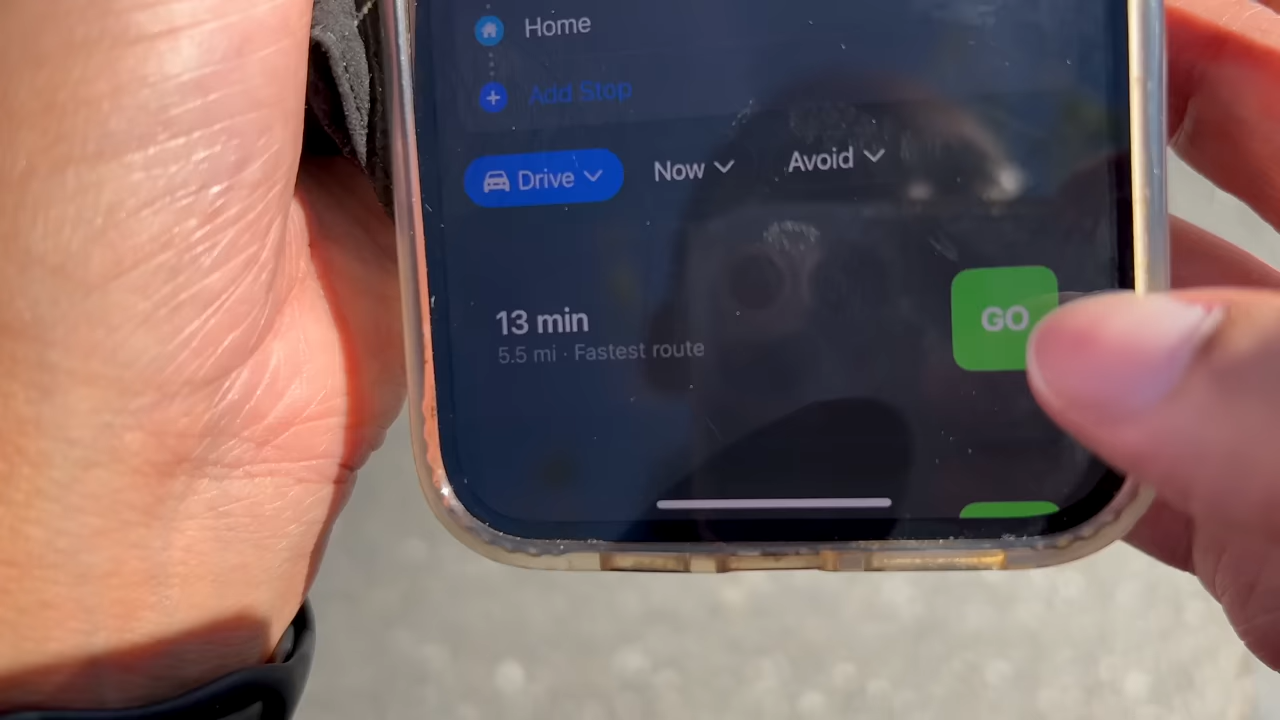 Home
Add Stop
Drive Now Avoid
13 min
5.5 mi · Fastest route
GO